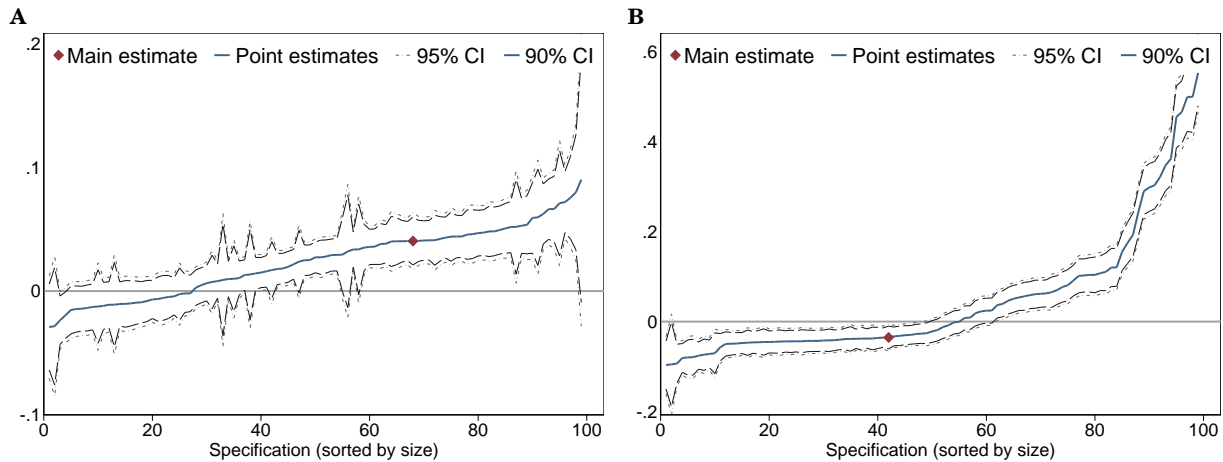 A
.2
Main estimate Point estimates 95% CI 90% CI
.1
0
-.1
0 20 40 60 80 100
Specification (sorted by size)
B
.6
Main estimate Point estimates 95% CI 90% CI
.4
.2
0
-.2
0 20 40 60 80 100
Specification (sorted by size)